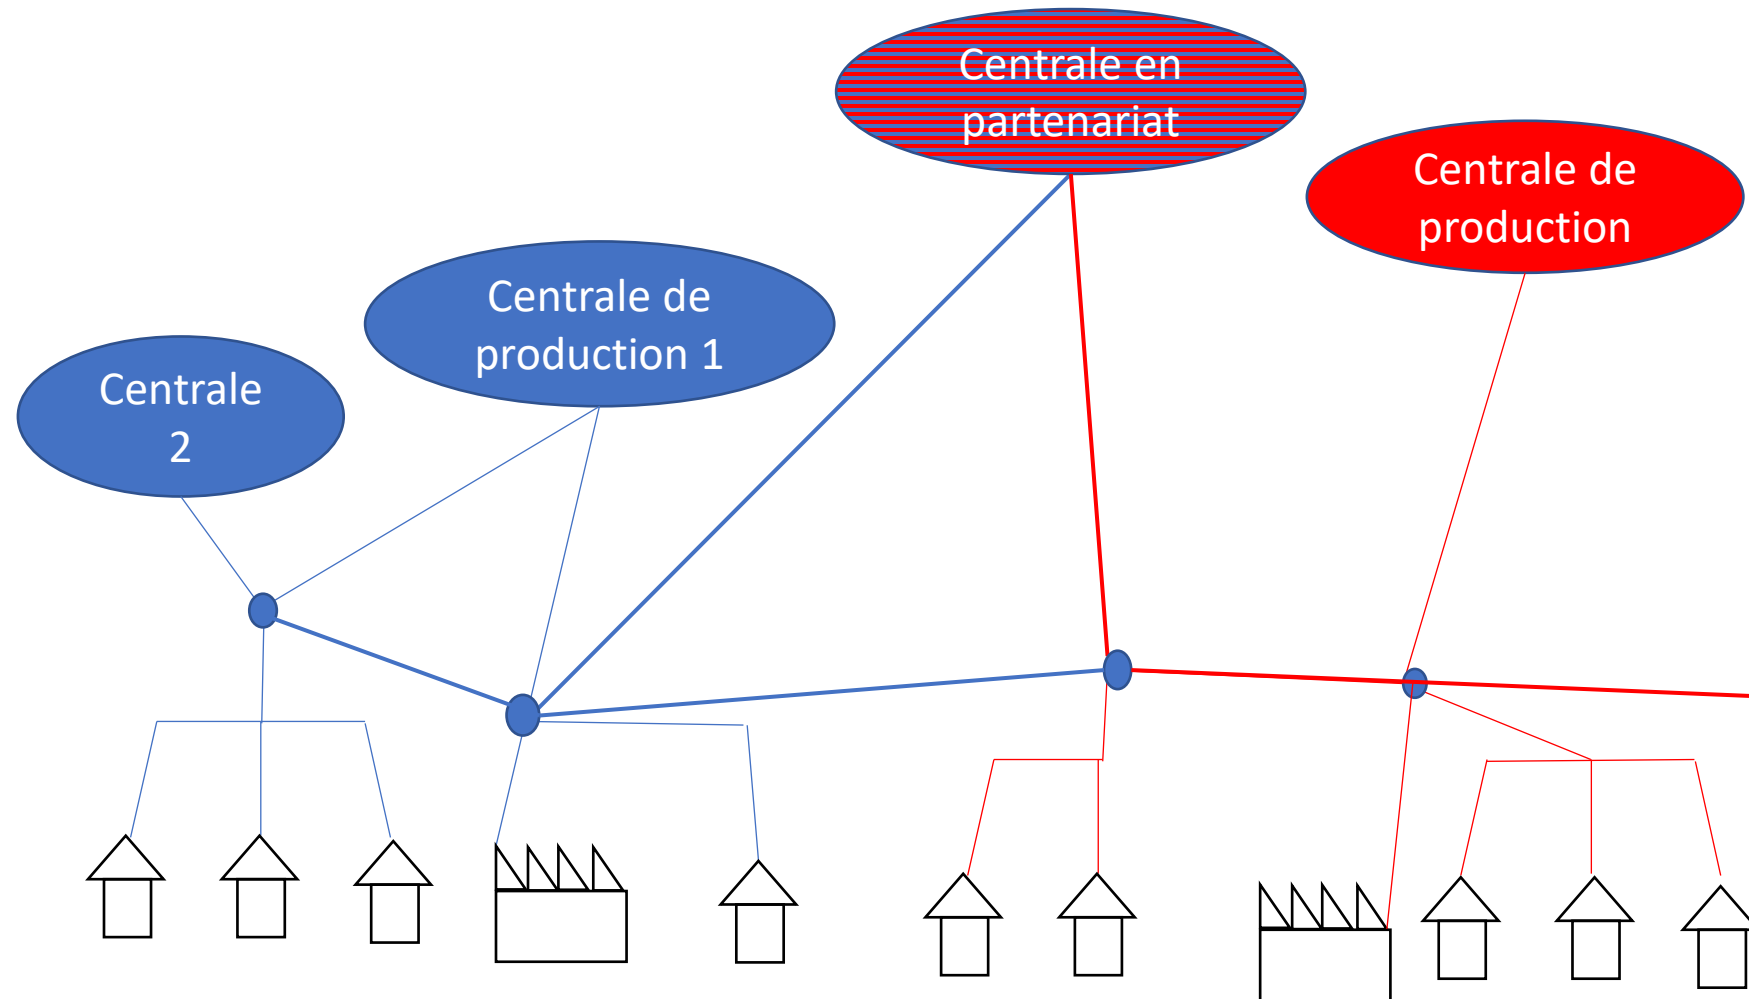 Centrale en
partenariat
Centrale de
production
Centrale de
production 1
Centrale
2